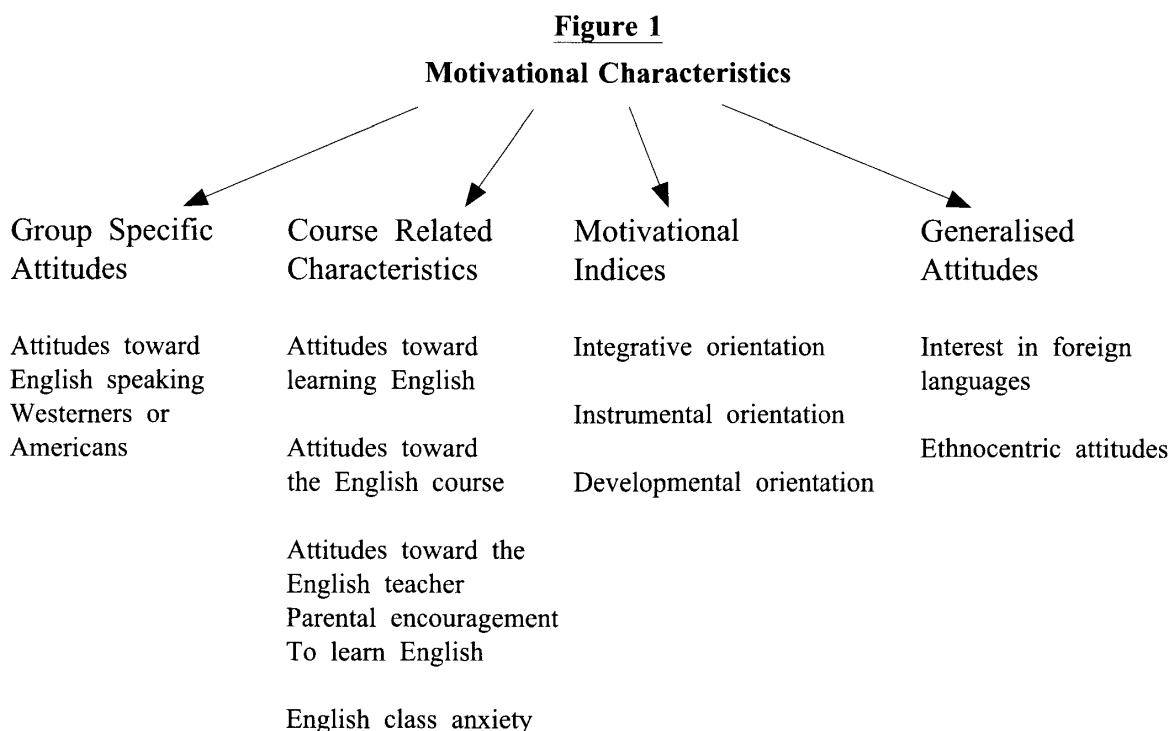 Figure 1
Motivational Characteristics
Group Specific
Attitudes
Attitudes toward
English speaking
Westerners or
Americans
Course Related
Characteristics
Attitudes toward
learning English
Attitudes toward
the English course
Attitudes toward the
English teacher
Parental encouragement
To learn English
English class anxiety
Motivational
Indices
Integrative orientation
Instrumental orientation
Developmental orientation
Generalised
Attitudes
Interest in foreign
languages
Ethnocentric attitudes